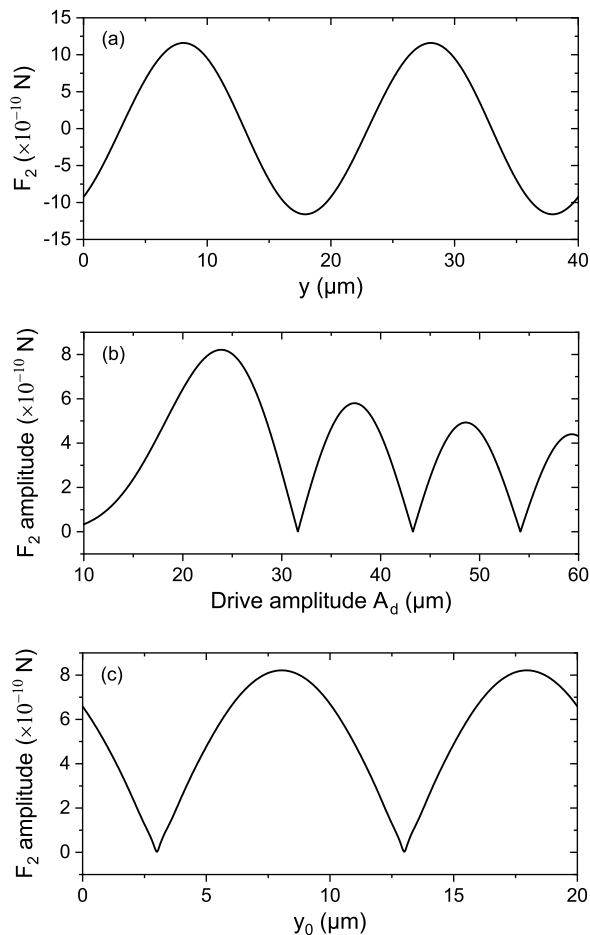 (a)
F₂ (×10⁻¹⁰ N)
15
10
5
0
-5
-10
-15
0 10 20 30 40
y (μm)
(b)
F₂ amplitude (×10⁻¹⁰ N)
8
6
4
2
0
10 20 30 40 50 60
Drive amplitude A_d (μm)
(c)
F₂ amplitude (×10⁻¹⁰ N)
8
6
4
2
0
0 5 10 15 20
y₀ (μm)